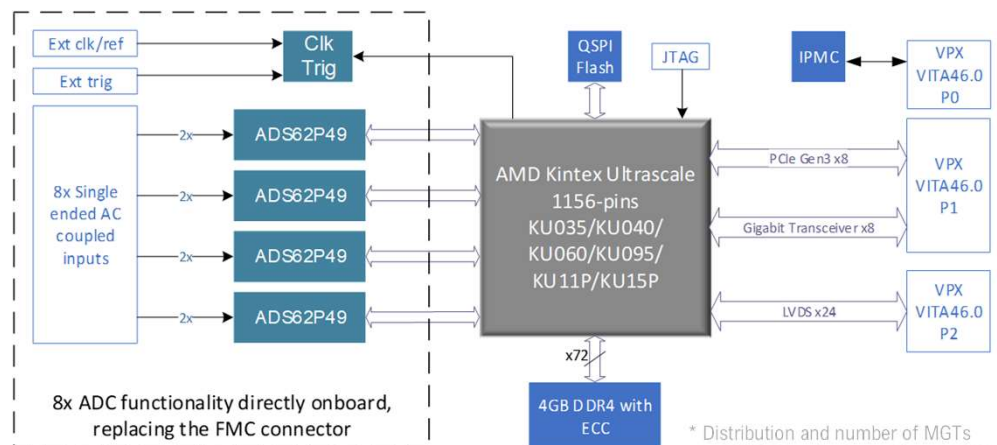 Ext clk/ref
Ext trig
Clk
Trig
QSPI
Flash
JTAG
IPMC
VPX
VITA46.0
P0
8x Single
ended AC
coupled
inputs
2x
ADS62P49
2x
ADS62P49
2x
ADS62P49
2x
ADS62P49
AMD Kintex Ultrascale
1156-pins
KU035/KU040/
KU060/KU095/
KU11P/KU15P
PCIe Gen3 x8
Gigabit Transceiver x8
VPX
VITA46.0
P1
LVDS x24
VPX
VITA46.0
P2
x72
4GB DDR4 with
ECC
8x ADC functionality directly onboard,
replacing the FMC connector
* Distribution and number of MGTs